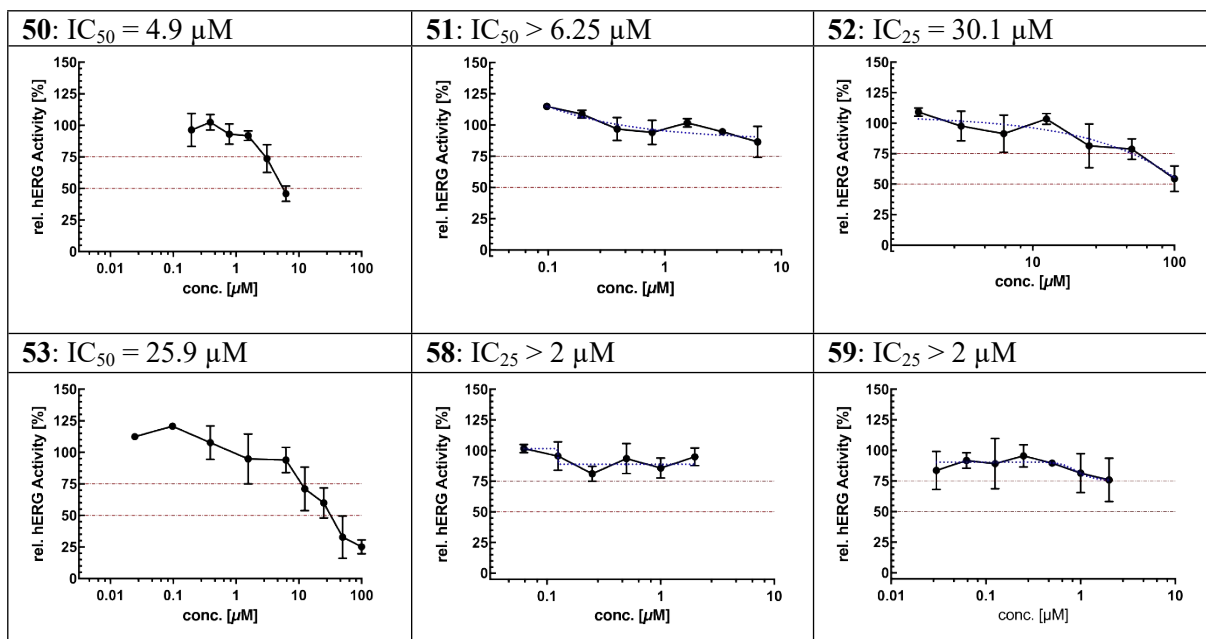 50: IC50 = 4.9 µM
51: IC50 > 6.25 µM
52: IC25 = 30.1 µM
rel. hERG Activity [%]
150
125
100
75
50
25
0
0.01 0.1 1 10 100
conc. [µM]
rel. hERG Activity [%]
150
125
100
75
50
25
0
0.1 1 10
conc. [µM]
rel. hERG Activity [%]
150
125
100
75
50
25
0
10 100
conc. [µM]
53: IC50 = 25.9 µM
58: IC25 > 2 µM
59: IC25 > 2 µM
rel. hERG Activity [%]
150
125
100
75
50
25
0
0.01 0.1 1 10 100
conc. [µM]
rel. hERG Activity [%]
150
125
100
75
50
25
0
0.1 1 10
conc. [µM]
rel. hERG Activity [%]
150
125
100
75
50
25
0
0.01 0.1 1 10
conc. [µM]